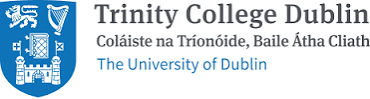 Trinity College Dublin
Coláiste na Tríonóide, Baile Átha Cliath
The University of Dublin